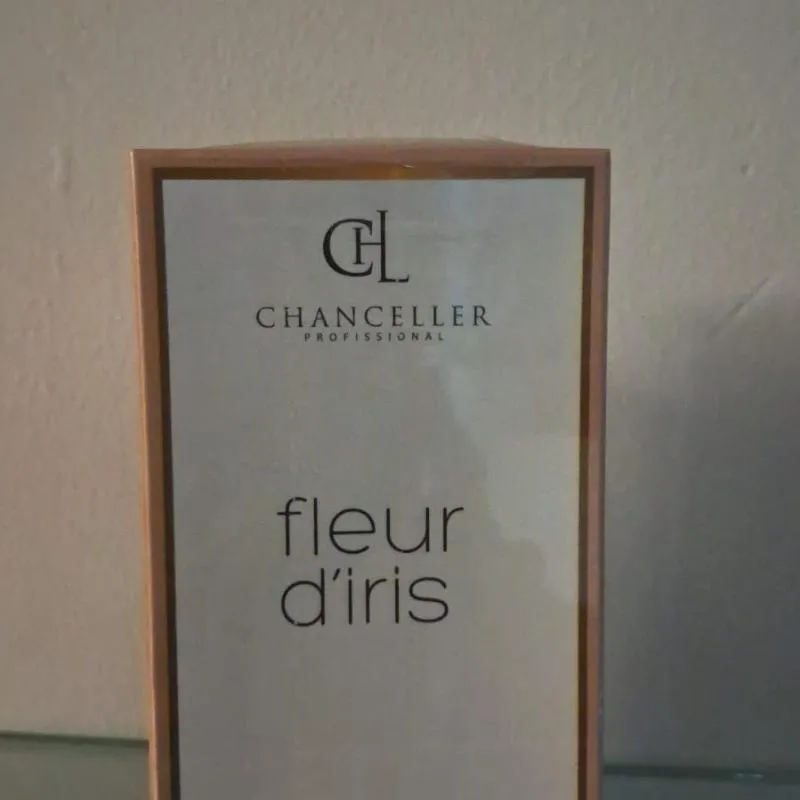 CHL
CHANCELLER
PROFISSIONAL
fleur
d'iris